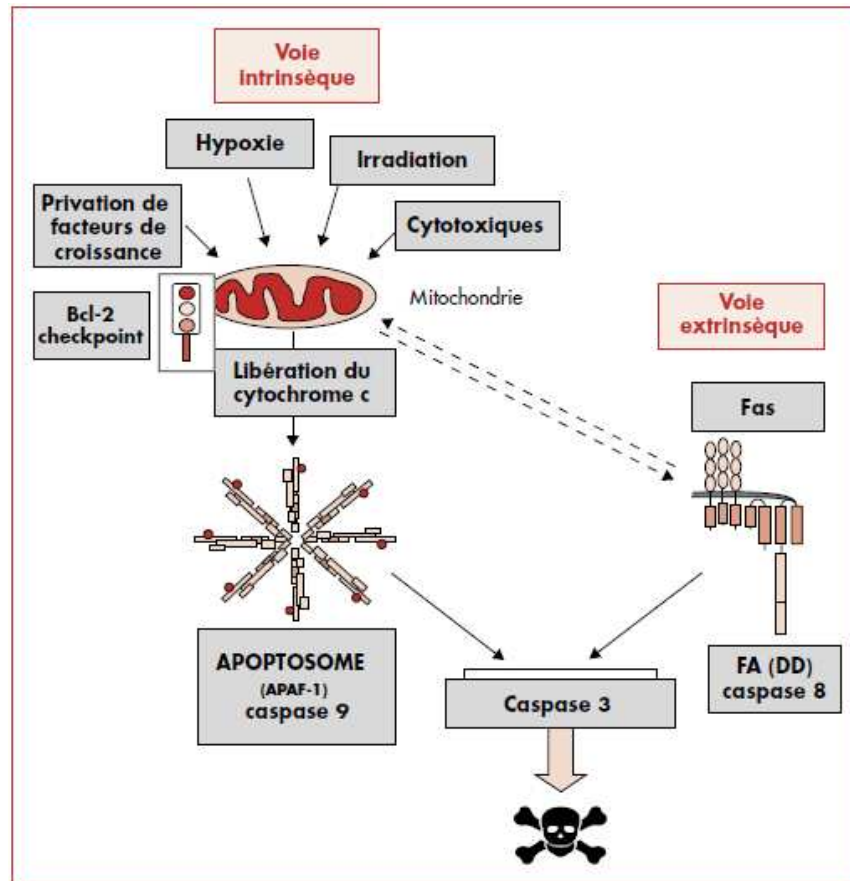 Voie
intrinsèque
Hypoxie
Irradiation
Privation de
facteurs de
croissance
Cytotoxiques
Bcl-2
checkpoint
Mitochondrie
Voie
extrinsèque
Libération du
cytochrome c
Fas
APOPTOSOME
(APAF-1)
caspase 9
Caspase 3
FA (DD)
caspase 8